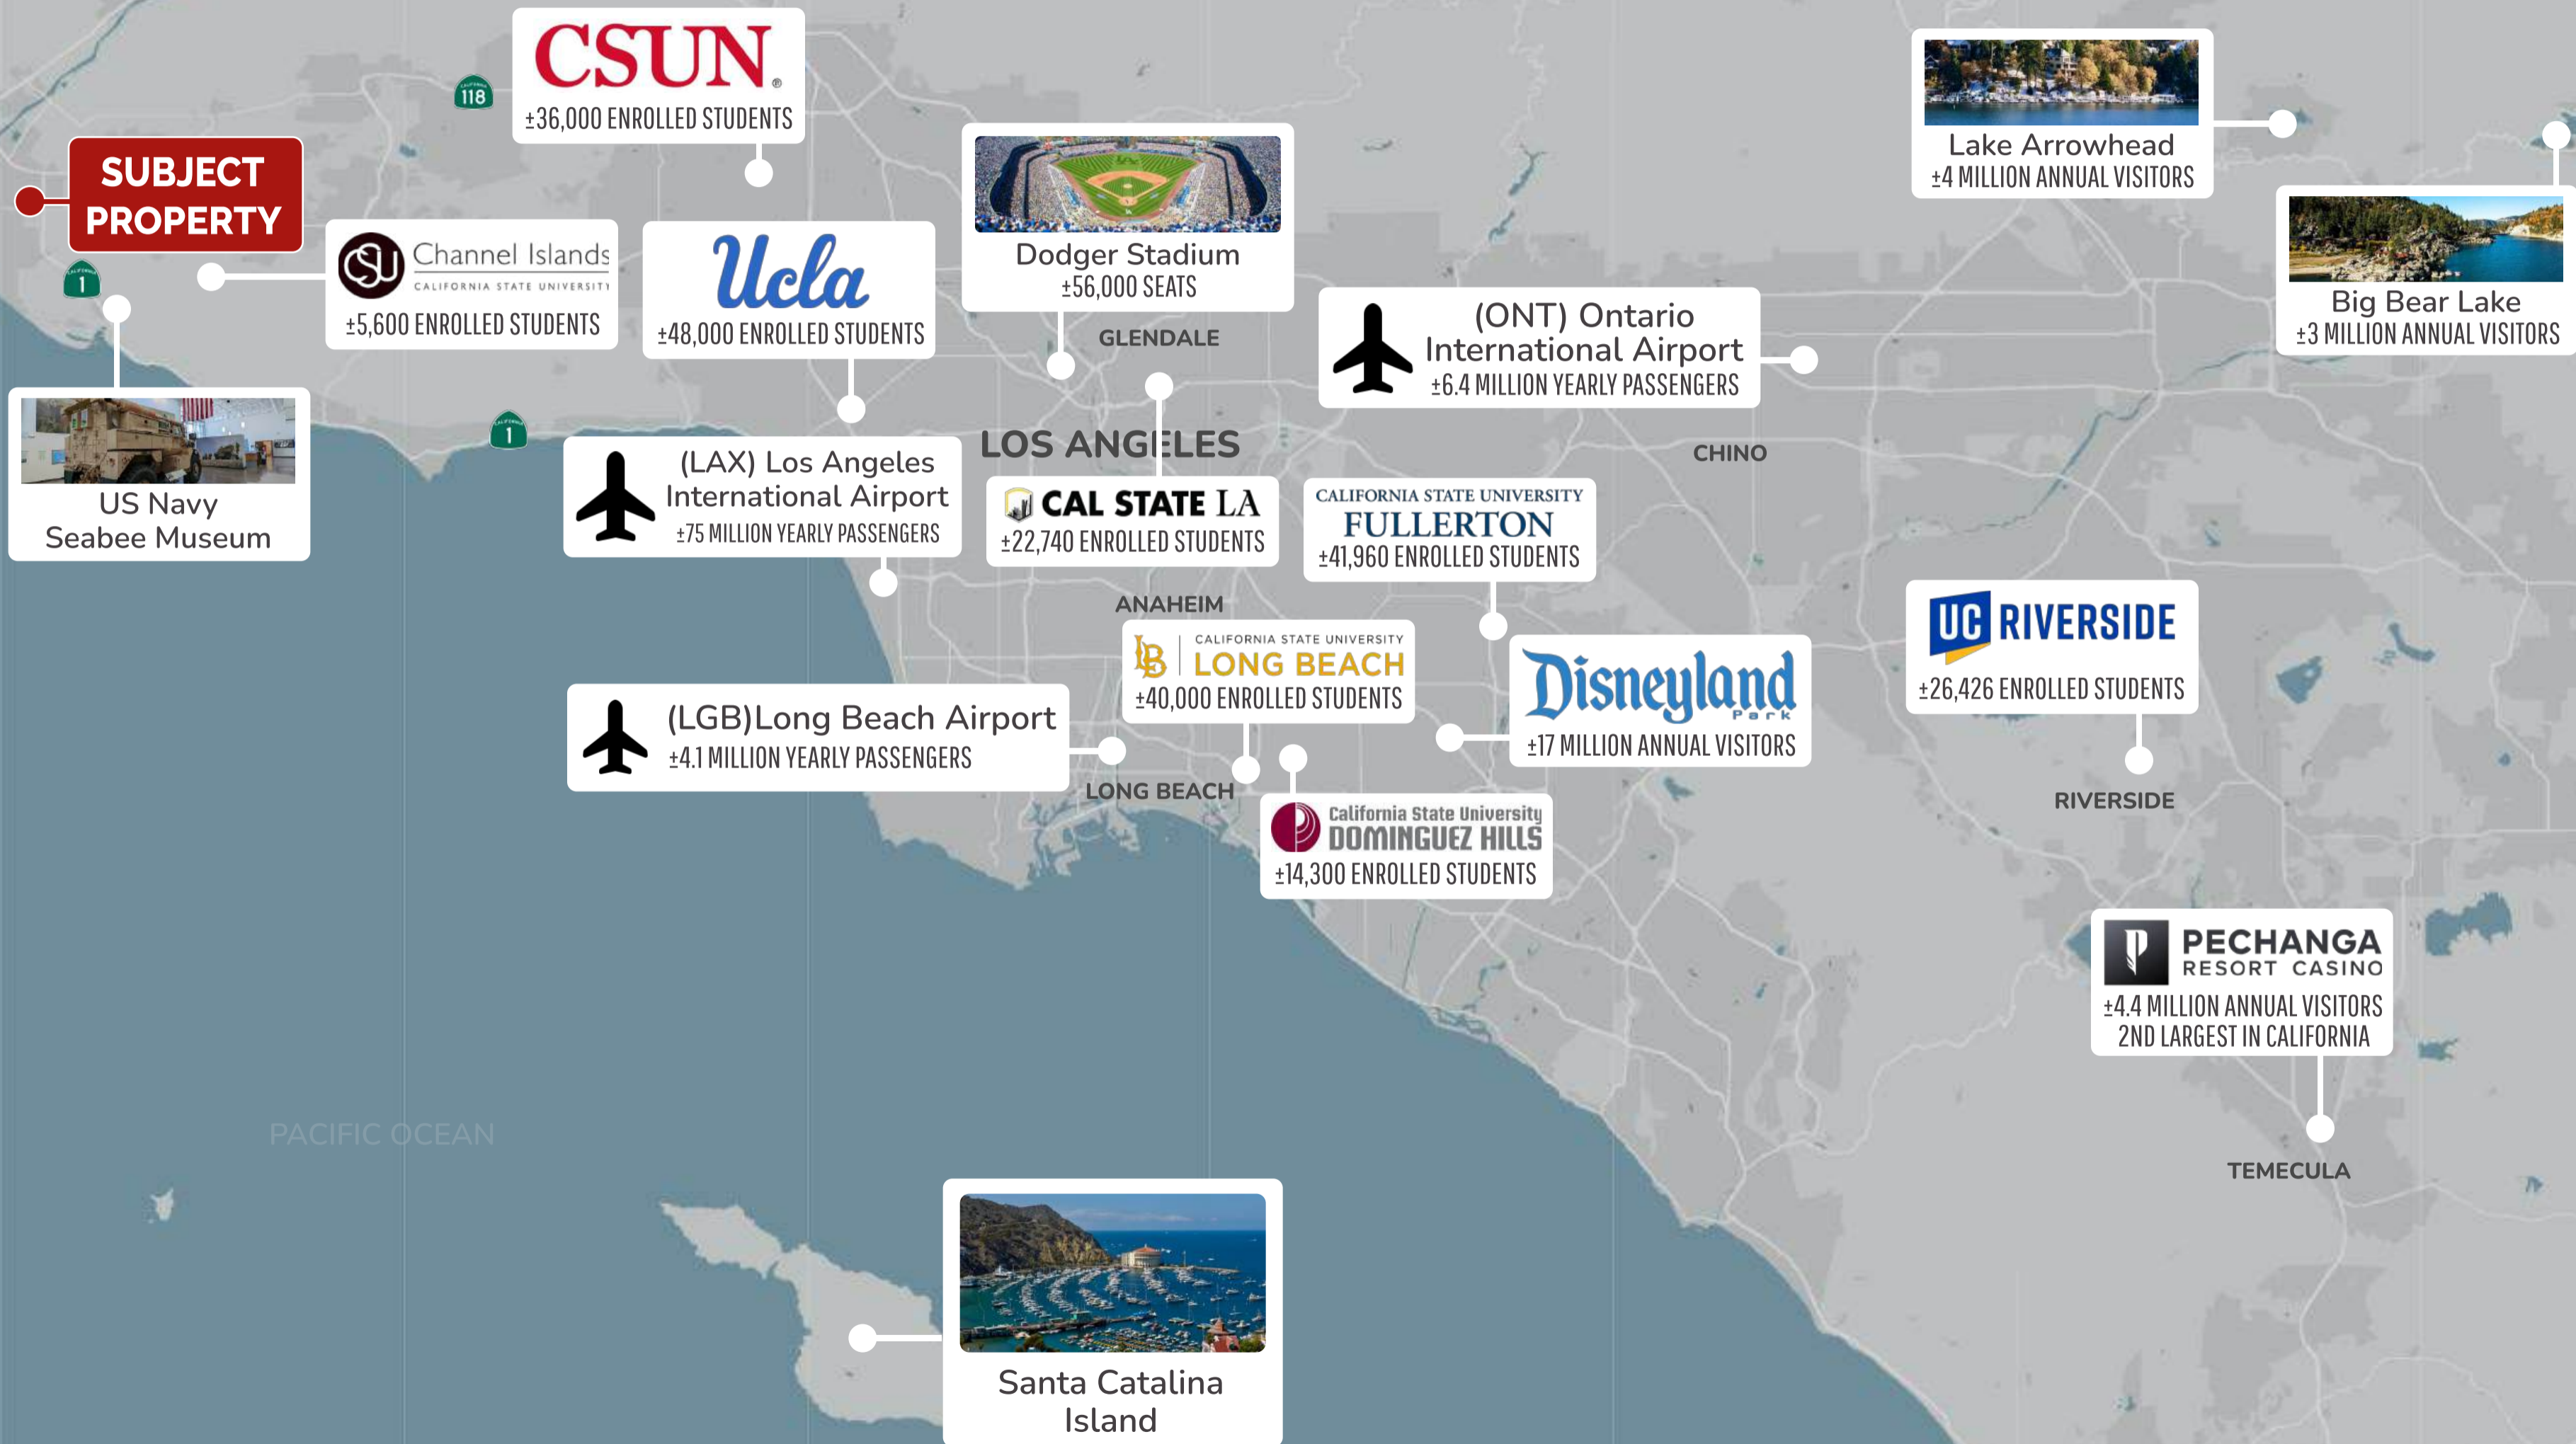 CSUN
±36,000 ENROLLED STUDENTS
CALIFORNIA
118
SUBJECT
PROPERTY
CALIFORNIA
1
CSU
Channel Islands
CALIFORNIA STATE UNIVERSITY
±5,600 ENROLLED STUDENTS
Ucla
±48,000 ENROLLED STUDENTS
Dodger Stadium
±56,000 SEATS
GLENDALE
Lake Arrowhead
±4 MILLION ANNUAL VISITORS
Big Bear Lake
±3 MILLION ANNUAL VISITORS
(ONT) Ontario
International Airport
±6.4 MILLION YEARLY PASSENGERS
CHINO
US Navy
Seabee Museum
CALIFORNIA
1
LOS ANGELES
(LAX) Los Angeles
International Airport
±75 MILLION YEARLY PASSENGERS
CAL STATE LA
±22,740 ENROLLED STUDENTS
CALIFORNIA STATE UNIVERSITY
FULLERTON
±41,960 ENROLLED STUDENTS
ANAHEIM
LB
CALIFORNIA STATE UNIVERSITY
LONG BEACH
±40,000 ENROLLED STUDENTS
Disneyland
Park
±17 MILLION ANNUAL VISITORS
UC RIVERSIDE
±26,426 ENROLLED STUDENTS
RIVERSIDE
(LGB)Long Beach Airport
±4.1 MILLION YEARLY PASSENGERS
LONG BEACH
California State University
DOMINGUEZ HILLS
±14,300 ENROLLED STUDENTS
PECHANGA
RESORT CASINO
±4.4 MILLION ANNUAL VISITORS
2ND LARGEST IN CALIFORNIA
TEMECULA
PACIFIC OCEAN
Santa Catalina
Island